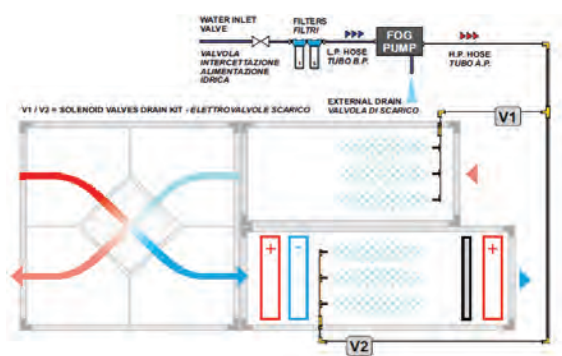 WATER INLET
VALVE
VALVOLA
INTERCETTAZIONE
ALIMENTAZIONE
IDRICA
FILTERS
FILTRI
L.P. HOSE
TUBO B.P.
FOG
PUMP
H.P. HOSE
TUBO A.P.
EXTERNAL DRAIN
VALVOLA DI SCARICO
V1 / V2 = SOLENOID VALVES DRAIN KIT - ELETTROVALVOLE SCARICO
V1
+
-
+
V2